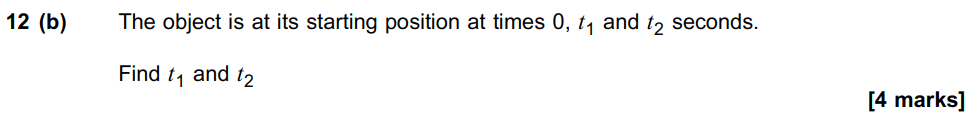 12 (b) The object is at its starting position at times 0, t₁ and t₂ seconds.
Find t₁ and t₂
[4 marks]